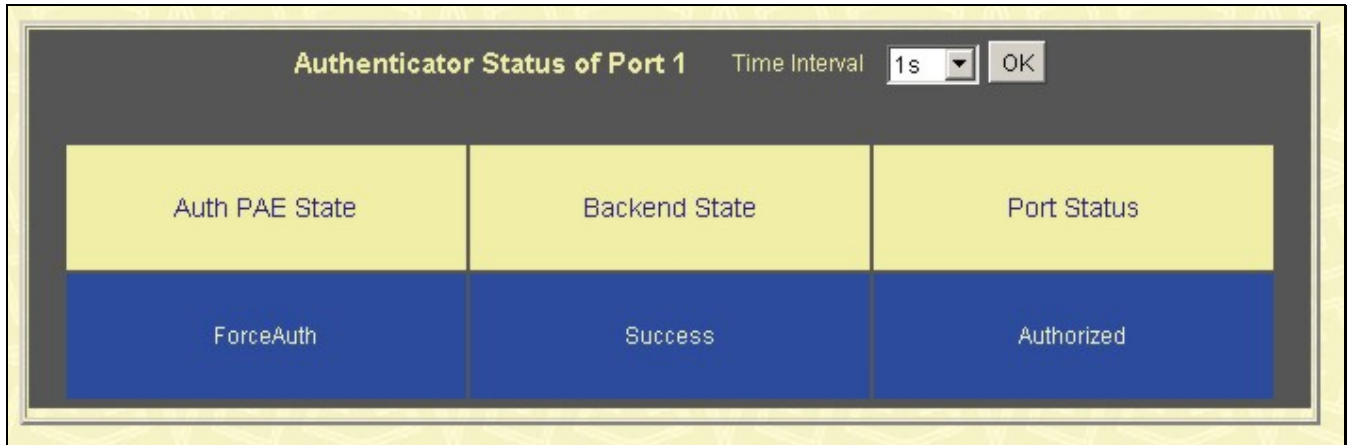 Authenticator Status of Port 1 Time Interval 1s OK
Auth PAE State Backend State Port Status
ForceAuth Success Authorized